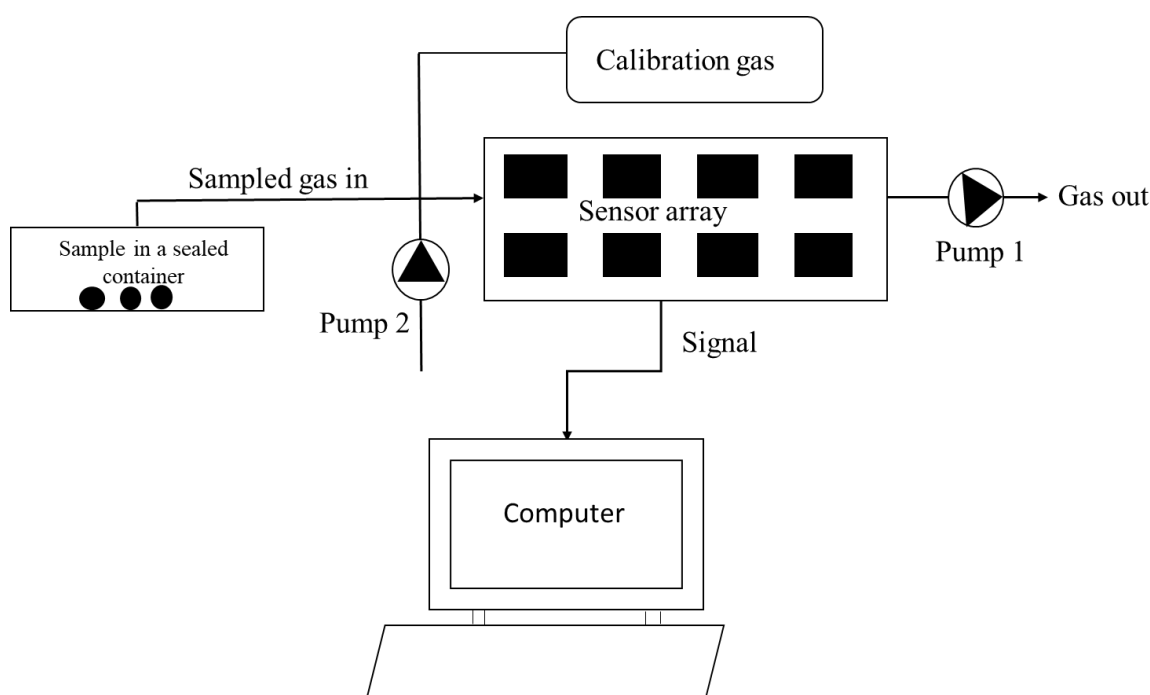 Calibration gas
Sampled gas in
Sensor array
Gas out
Sample in a sealed
container
Pump 1
Pump 2
Signal
Computer